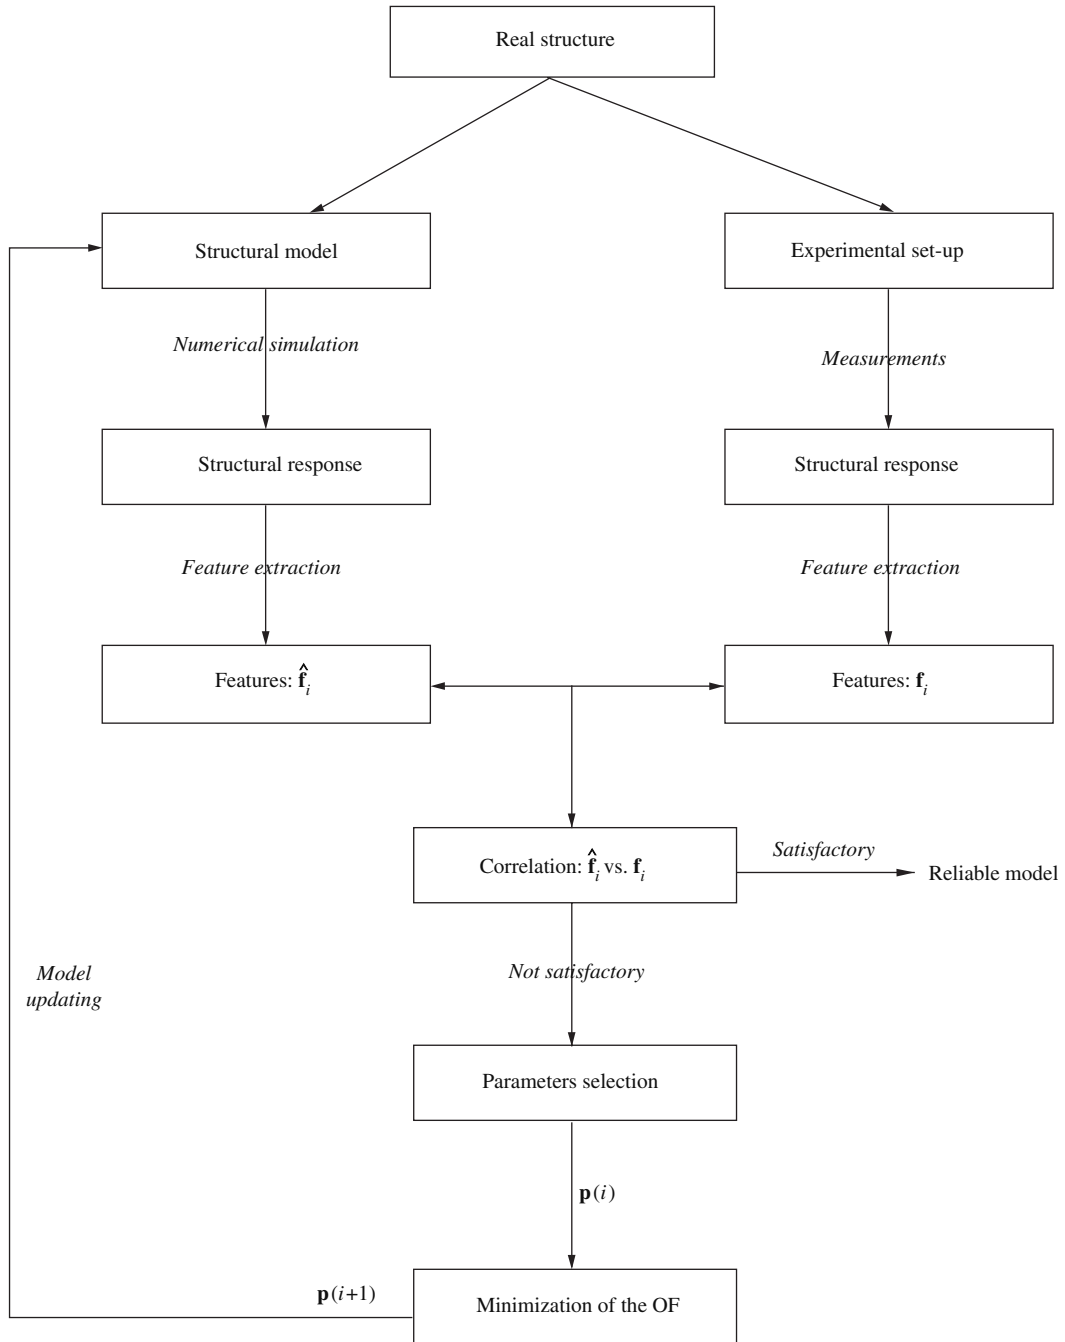 Real structure
Structural model
Experimental set-up
Numerical simulation
Measurements
Structural response
Structural response
Feature extraction
Feature extraction
Features: f̂ᵢ
Features: fᵢ
Correlation: f̂ᵢ vs. fᵢ
Satisfactory
Reliable model
Not satisfactory
Model
updating
Parameters selection
p(i)
p(i+1)
Minimization of the OF